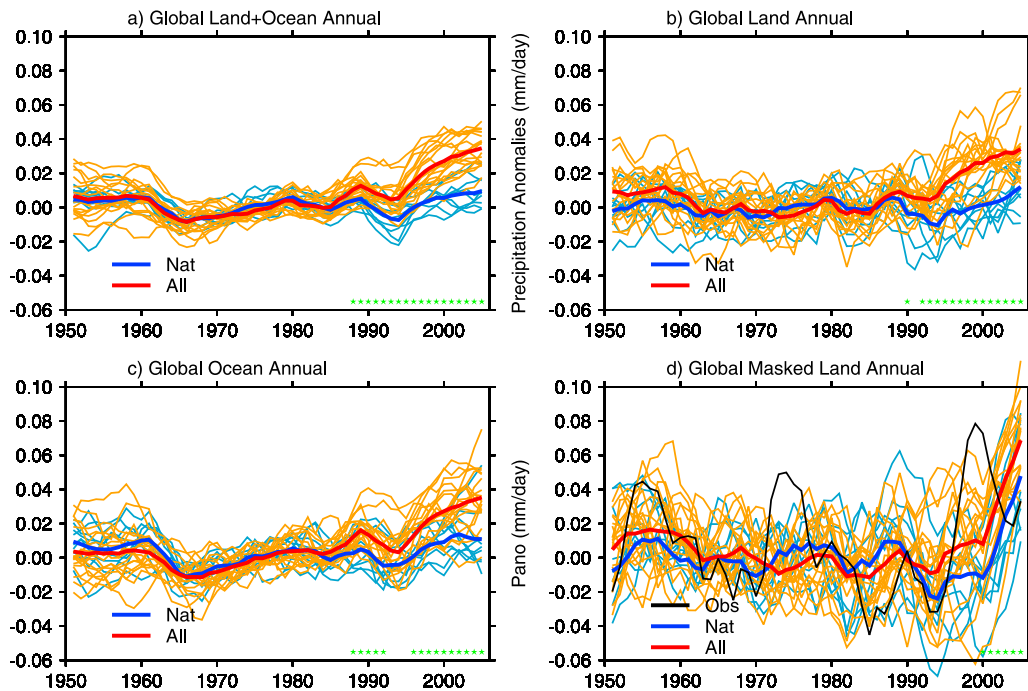 a) Global Land+Ocean Annual
0.10
0.08
0.06
0.04
0.02
0.00
-0.02
-0.04
-0.06
Nat
All
1950 1960 1970 1980 1990 2000
b) Global Land Annual
Precipitation Anomalies (mm/day)
0.10
0.08
0.06
0.04
0.02
0.00
-0.02
-0.04
-0.06
Nat
All
1950 1960 1970 1980 1990 2000
c) Global Ocean Annual
0.10
0.08
0.06
0.04
0.02
0.00
-0.02
-0.04
-0.06
Nat
All
1950 1960 1970 1980 1990 2000
d) Global Masked Land Annual
Pano (mm/day)
0.10
0.08
0.06
0.04
0.02
0.00
-0.02
-0.04
-0.06
Obs
Nat
All
1950 1960 1970 1980 1990 2000